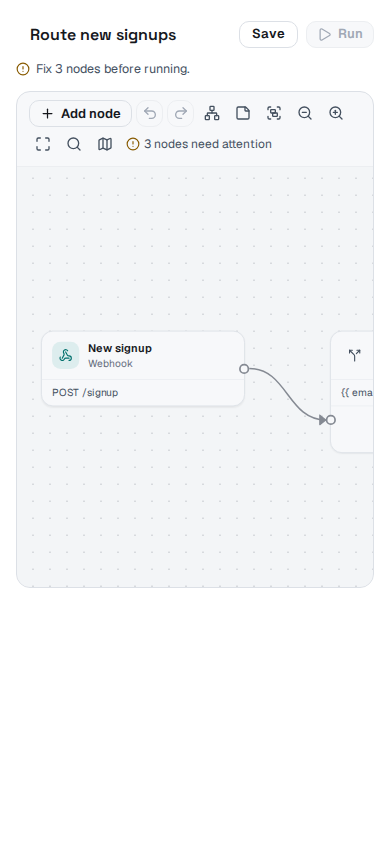 Route new signups
Save
Run
Fix 3 nodes before running.
Add node
3 nodes need attention
New signup
Webhook
POST /signup
{{ ema